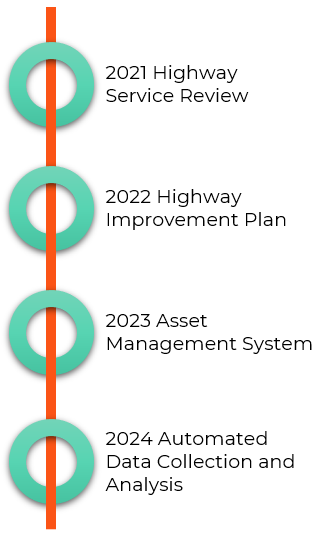 2021 Highway
Service Review
2022 Highway
Improvement Plan
2023 Asset
Management System
2024 Automated
Data Collection and
Analysis